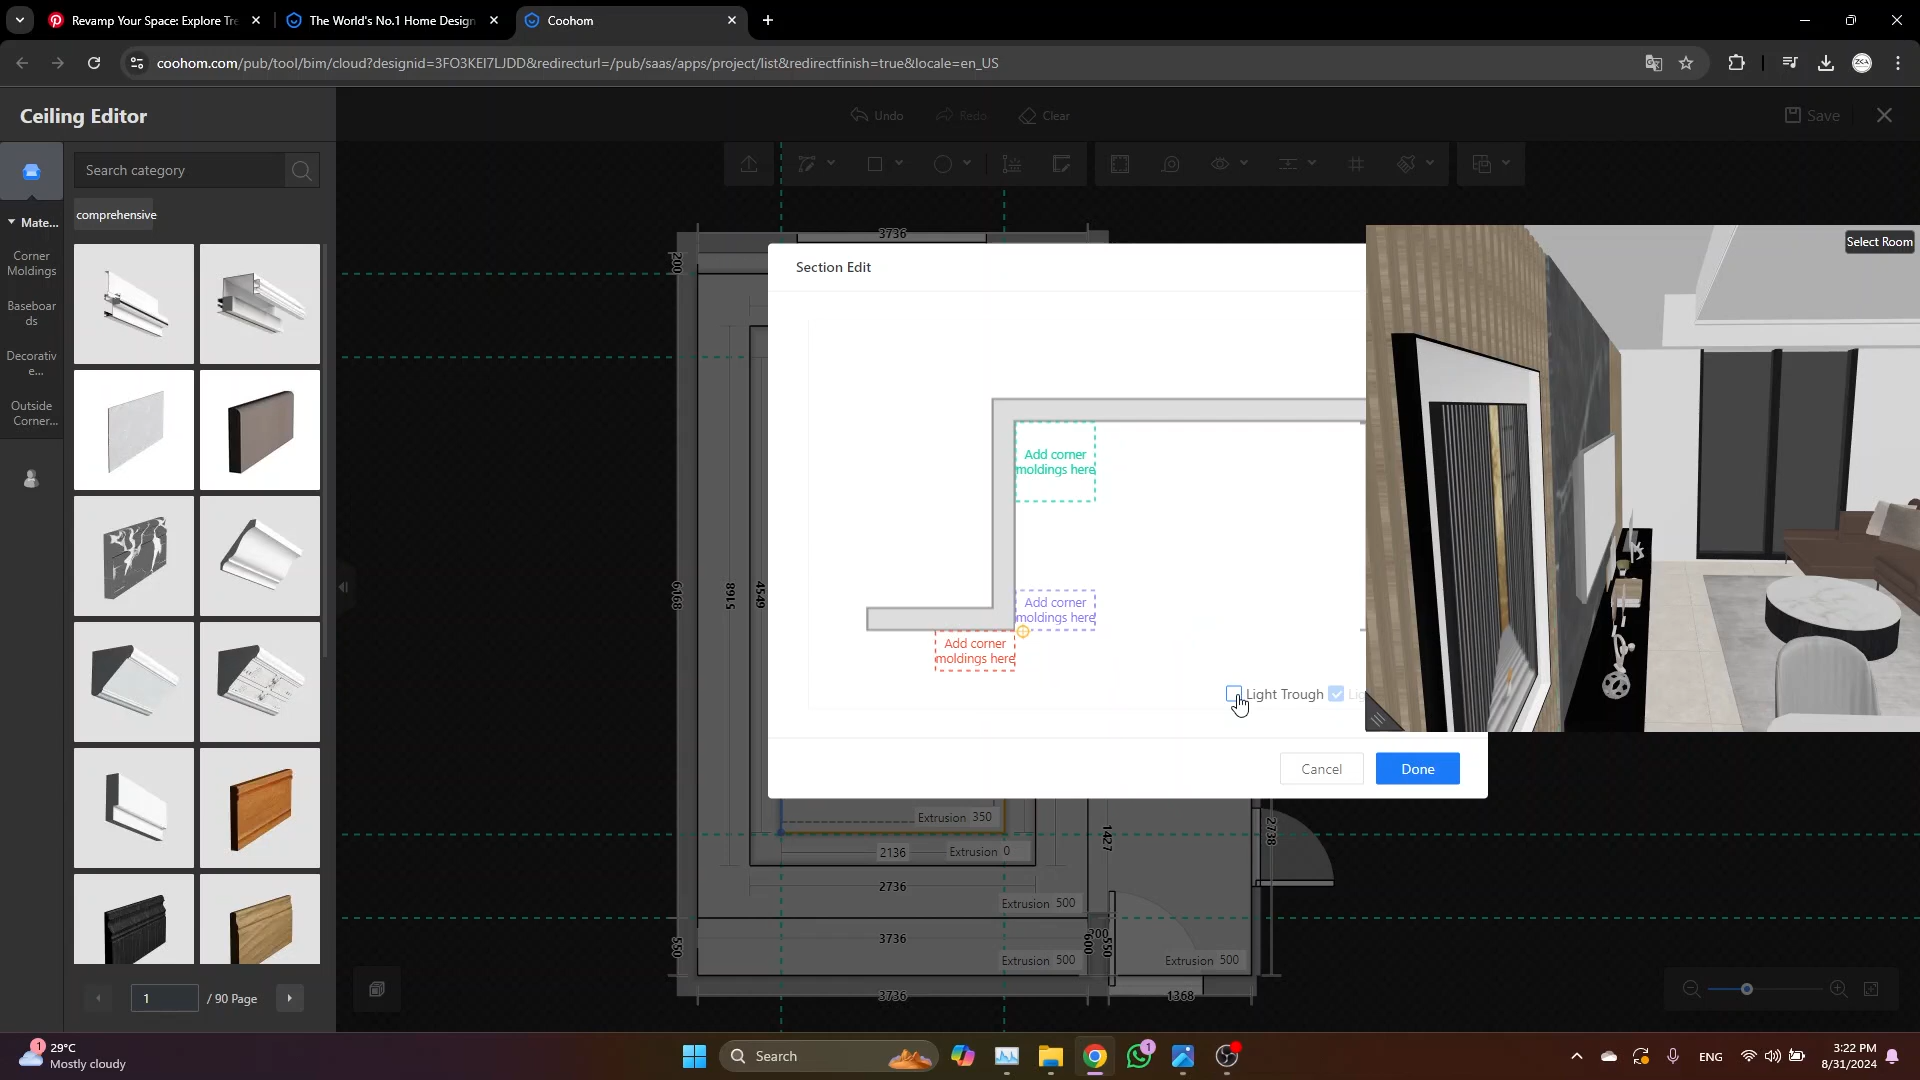 Revamp Your Space: Explore Tre
The World's No.1 Home Design
Coohom
coohom.com/pub/tool/bim/cloud?designid=3FO3KEI7LJDD&redirecturl=/pub/saas/apps/project/list&redirectfinish=true&locale=en_US
Ceiling Editor
Undo
Redo
Clear
Save
Search category
comprehensive
Mate...
Corner
Moldings
Baseboar
ds
Decorativ
e...
Outside
Corner...
1
/ 90 Page
Section Edit
Add corner
moldings here
Add corner
moldings here
Add corner
moldings here
Light Trough
Lig
Cancel
Done
Select Room
3736
200
6168
5168
4549
Extrusion 350
2136
Extrusion 0
2736
Extrusion 500
3736
550
Extrusion 500
Extrusion 500
1427
2738
200
600
550
3736
1368
1
29°C
Mostly cloudy
Search
1
ENG
3:22 PM
8/31/2024